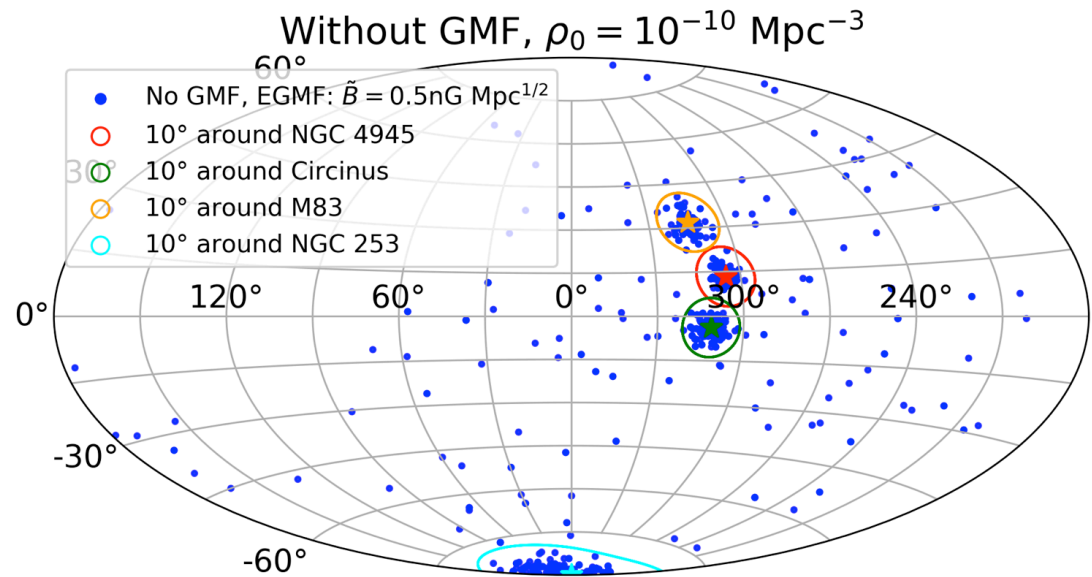 Without GMF, ρ₀ = 10⁻¹⁰ Mpc⁻³
60°
No GMF, EGMF: B̃ = 0.5nG Mpc^{1/2}
10° around NGC 4945
30°
10° around Circinus
10° around M83
10° around NGC 253
120° 60° 0° 300° 240°
0°
-30°
-60°